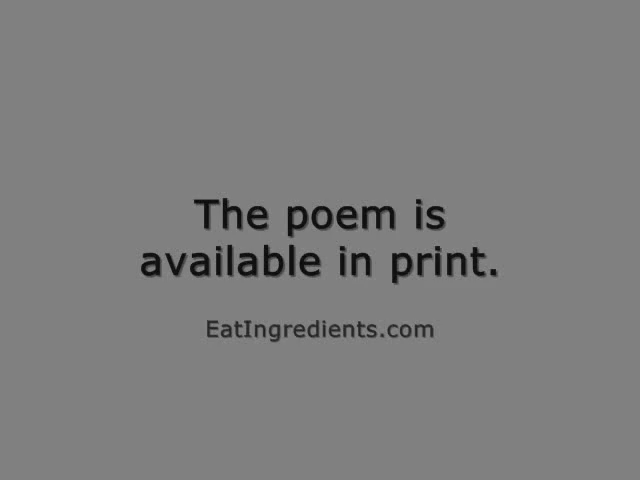 The poem is
available in print.
EatIngredients.com